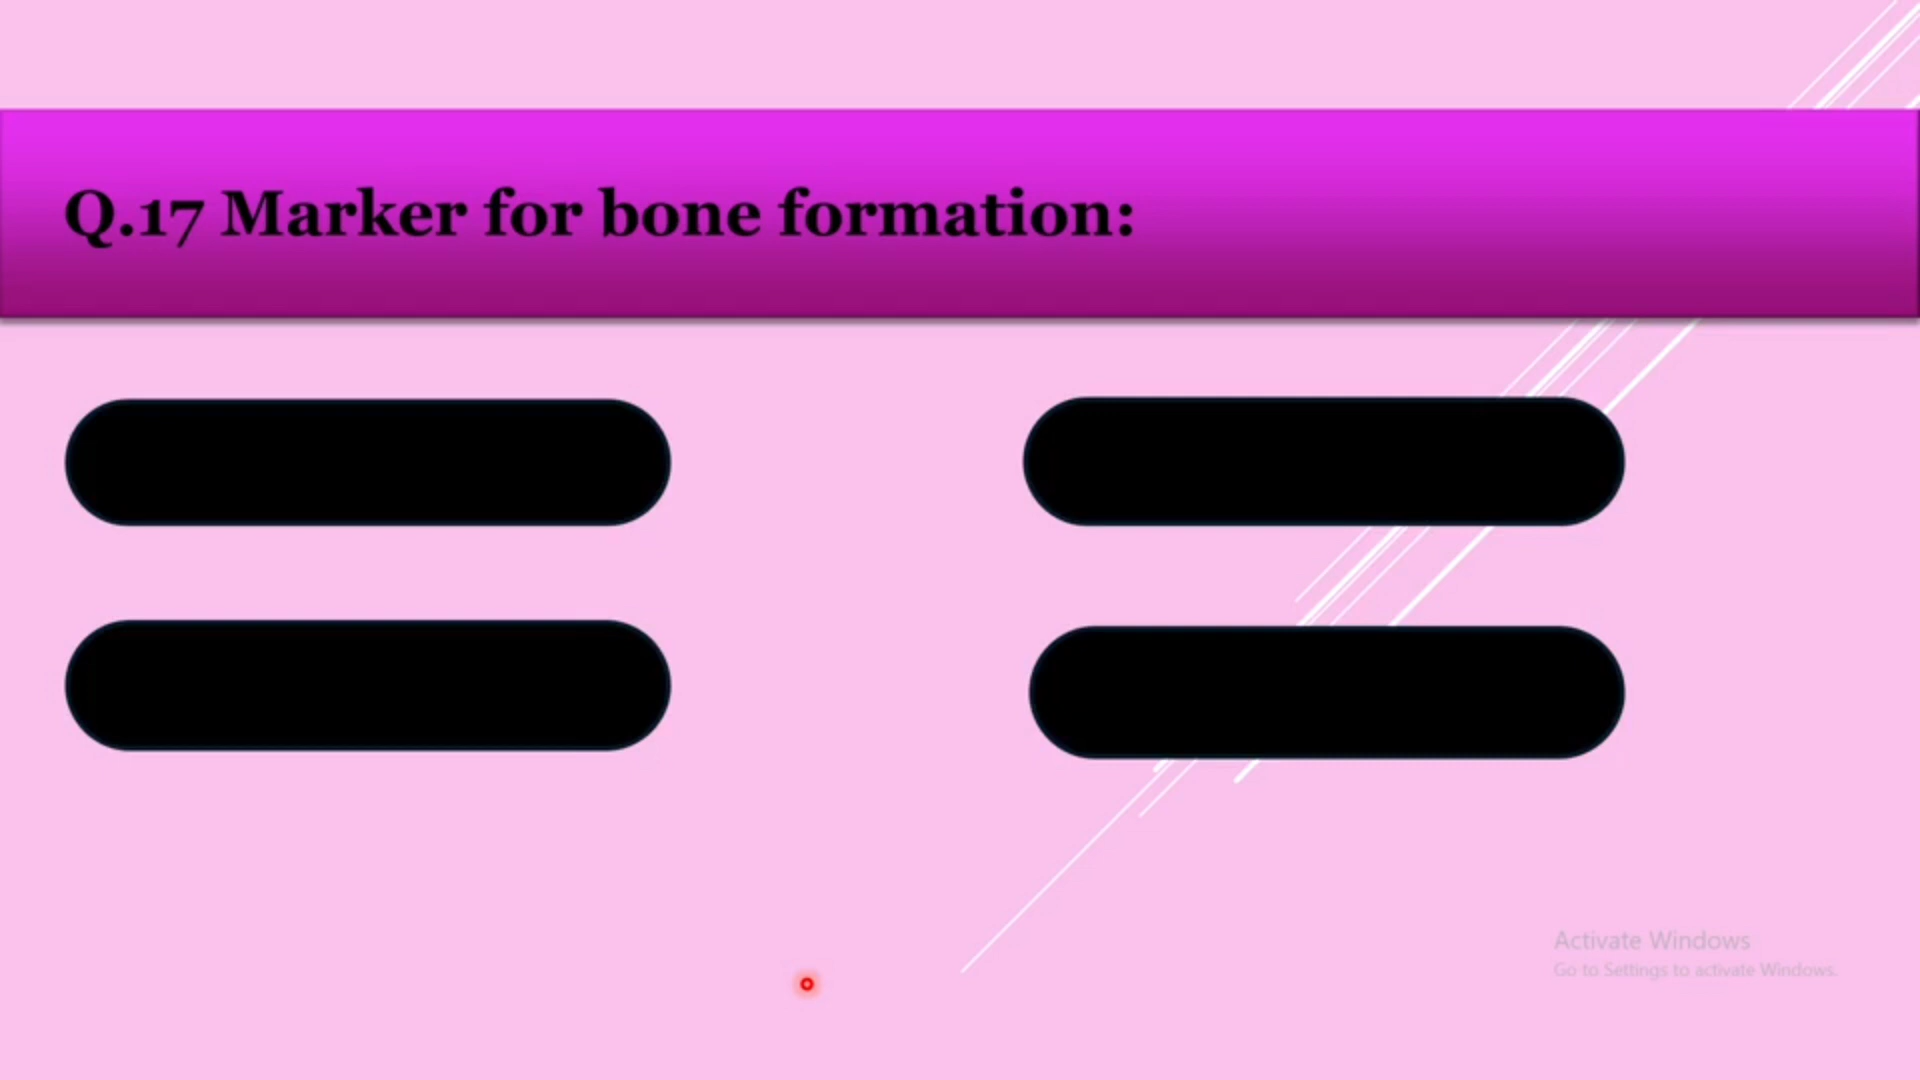 Q.17 Marker for bone formation:
Activate Windows
Go to Settings to activate Windows.